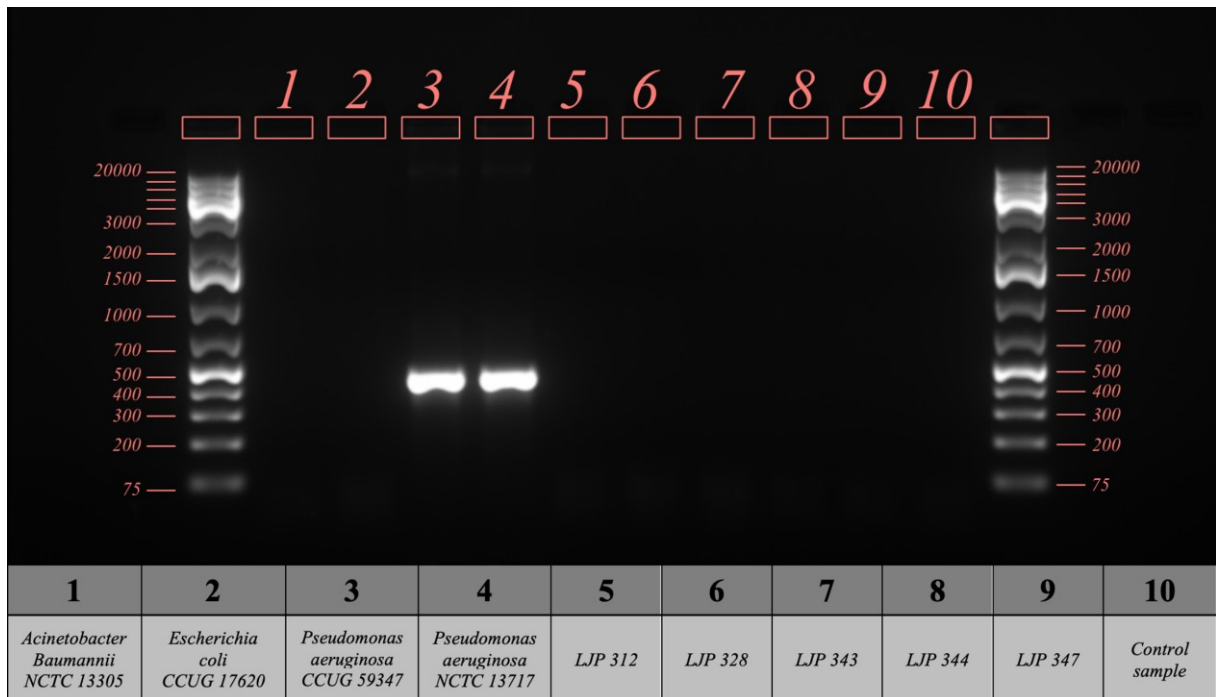 1 2 3 4 5 6 7 8 9 10
20000 20000
3000 3000
2000 2000
1500 1500
1000 1000
700 700
500 500
400 400
300 300
200 200
75 75
1 2 3 4 5 6 7 8 9 10
Acinetobacter
Baumannii
NCTC 13305
Escherichia
coli
CCUG 17620
Pseudomonas
aeruginosa
CCUG 59347
Pseudomonas
aeruginosa
NCTC 13717
LJP 312
LJP 328
LJP 343
LJP 344
LJP 347
Control
sample